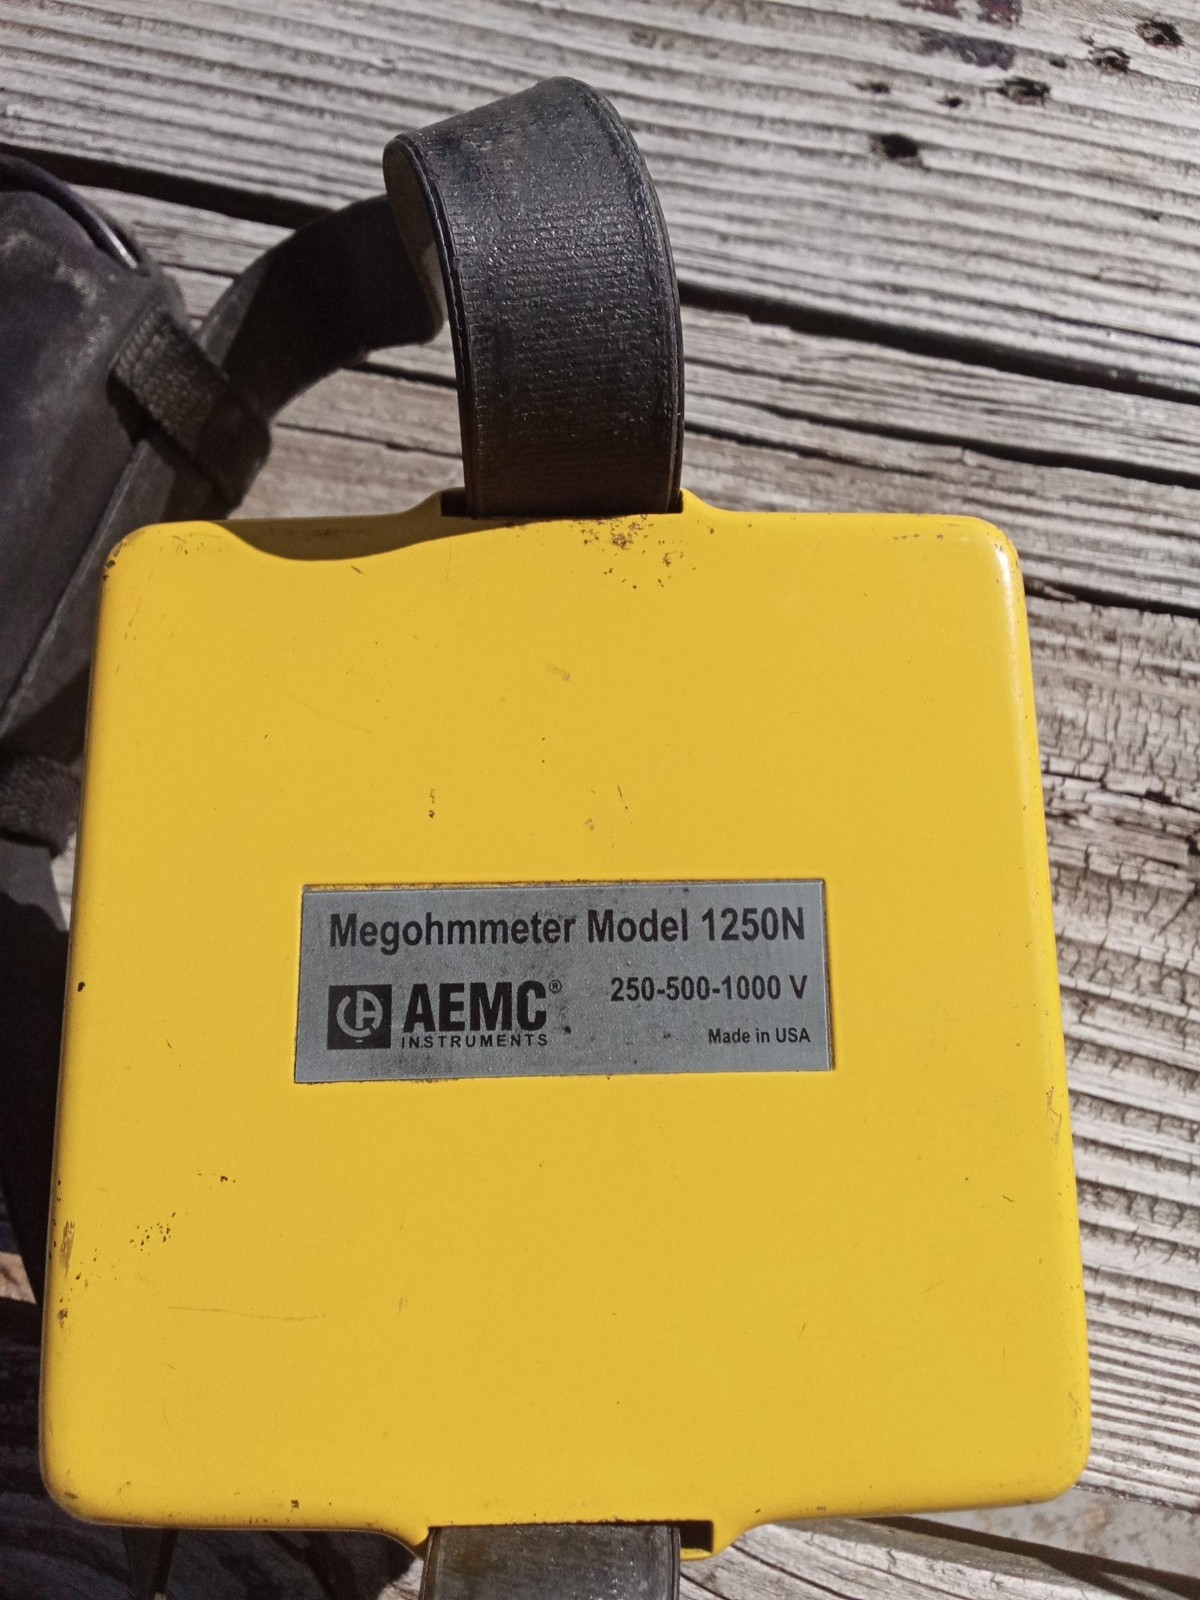 Megohmmeter Model 1250N
AEMC® 250-500-1000 V
INSTRUMENTS Made in USA